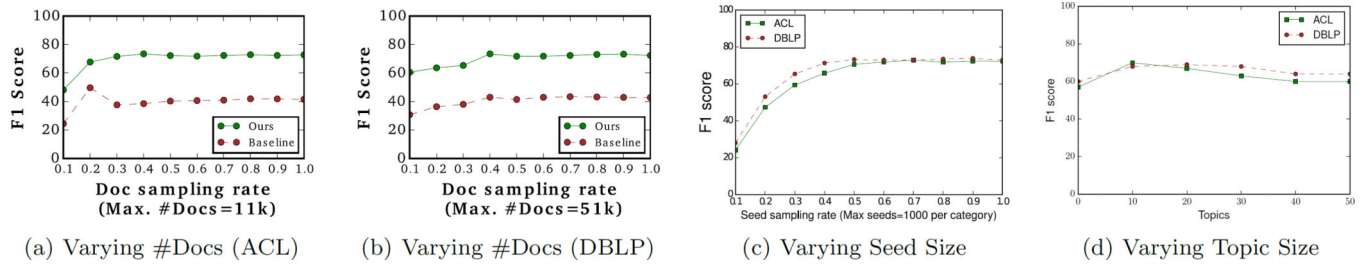 F1 Score
100
80
60
40
20
0
Ours
Baseline
0.1 0.2 0.3 0.4 0.5 0.6 0.7 0.8 0.9 1.0
Doc sampling rate
(Max. #Docs=11k)
(a) Varying #Docs (ACL)
F1 Score
100
80
60
40
20
0
Ours
Baseline
0.1 0.2 0.3 0.4 0.5 0.6 0.7 0.8 0.9 1.0
Doc sampling rate
(Max. #Docs=51k)
(b) Varying #Docs (DBLP)
F1 score
100
80
60
40
20
0
ACL
DBLP
0.1 0.2 0.3 0.4 0.5 0.6 0.7 0.8 0.9 1.0
Seed sampling rate (Max seeds=1000 per category)
(c) Varying Seed Size
F1 score
100
80
60
40
20
0
ACL
DBLP
0 10 20 30 40 50
Topics
(d) Varying Topic Size